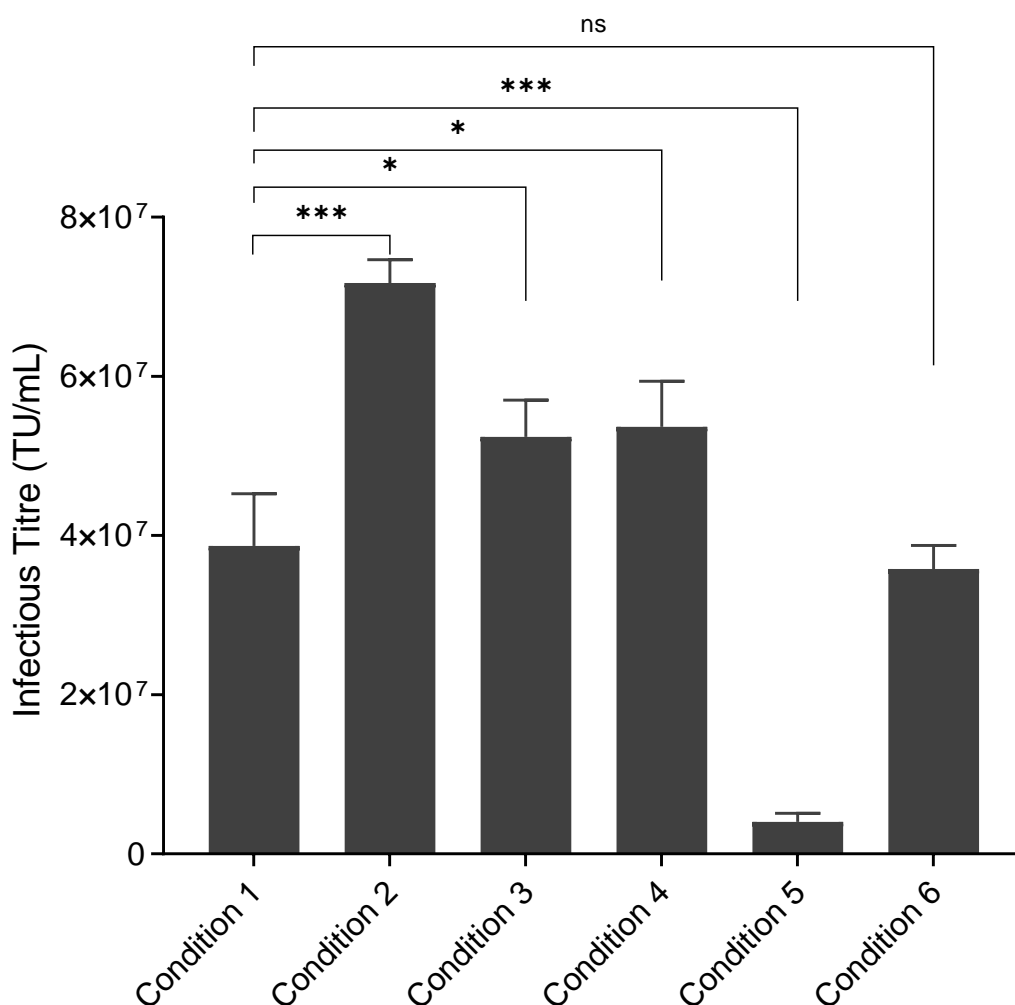 ns
***
*
*
***
8×10⁷
6×10⁷
4×10⁷
2×10⁷
0
Infectious Titre (TU/mL)
Condition 1
Condition 2
Condition 3
Condition 4
Condition 5
Condition 6